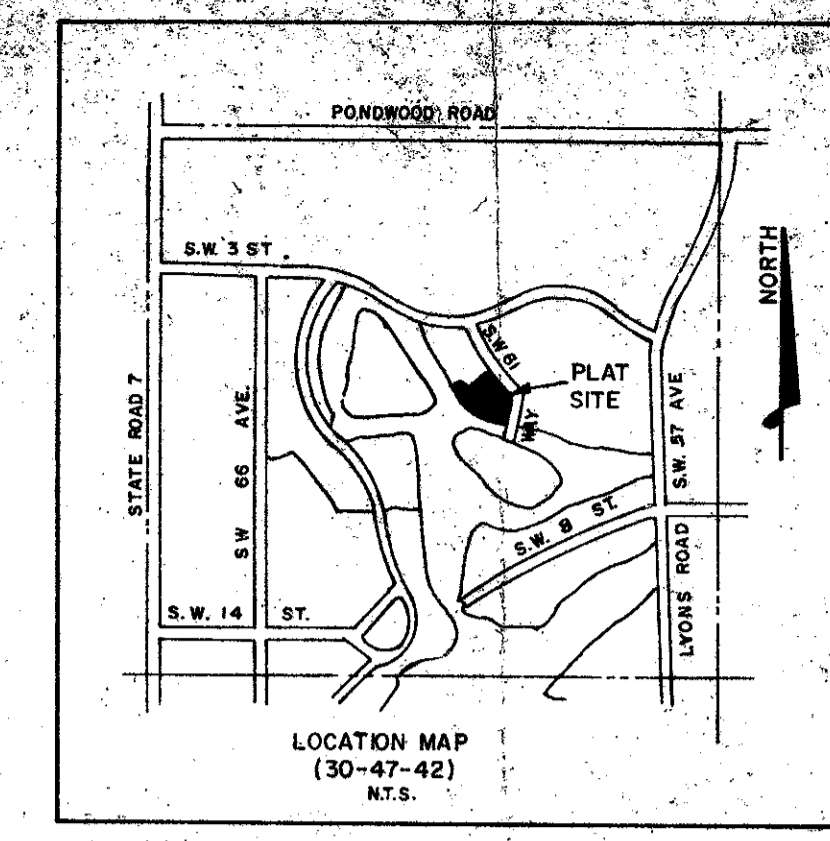 PONDWOOD ROAD
S.W. 3 ST.
NORTH
S.W 61
WAY
PLAT
SITE
STATE ROAD 7
SW 66 AVE.
S.W. 57 AVE
S.W. 8 ST.
LYONS ROAD
S.W. 14 ST.
LOCATION MAP
(30-47-42)
N.T.S.